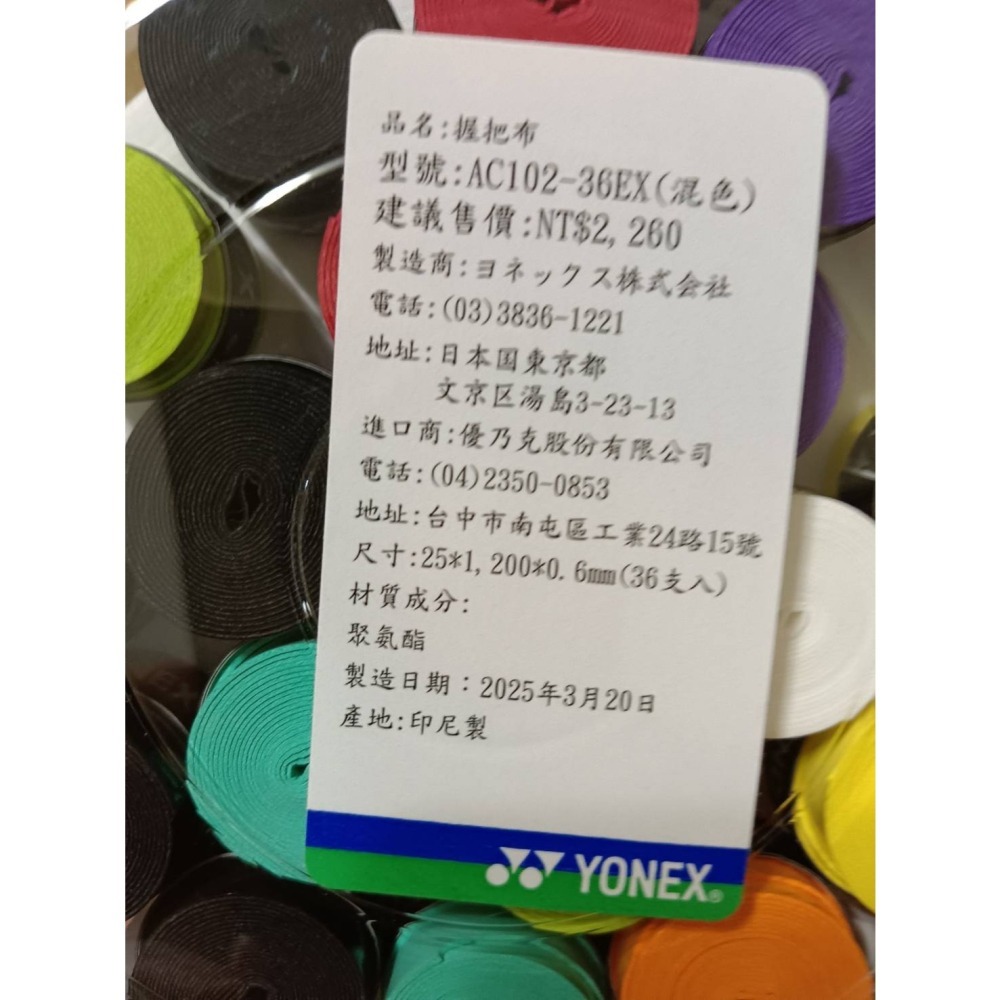 品名:握把布
型號:AC102-36EX(混色)
建議售價:NT$2,260
製造商:ヨネックス株式会社
電話:(03)3836-1221
地址:日本国東京都
文京区湯島3-23-13
進口商:優乃克股份有限公司
電話:(04)2350-0853
地址:台中市南屯區工業24路15號
尺寸:25*1,200*0.6mm(36支入)
材質成分:
聚氨酯
製造日期:2025年3月20日
產地:印尼製
YONEX®